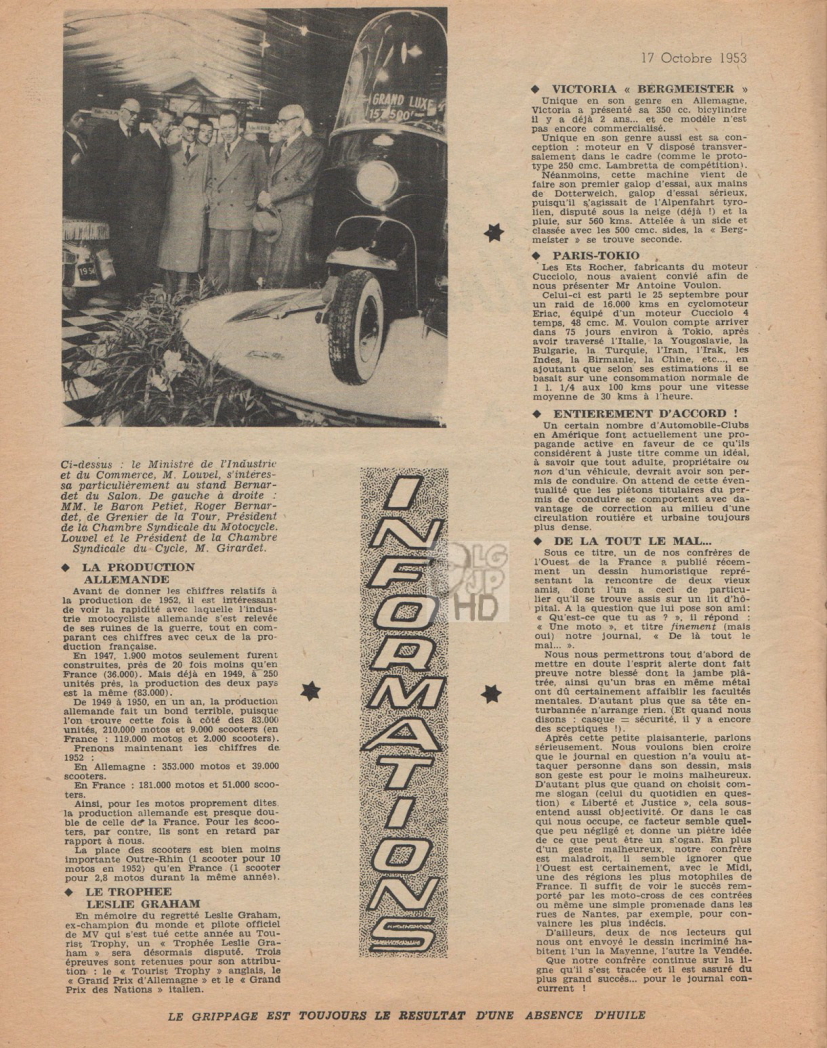 17 Octobre 1953
GRAND LUXE
157.500
Ci-dessus : le Ministre de l'Industrie
et du Commerce, M. Louvel, s'intéres-
sa particulièrement au stand Bernar-
det du Salon. De gauche à droite :
MM. le Baron Petiet, Roger Bernar-
det, de Grenier de la Tour, Président
de la Chambre Syndicale du Motocycle.
Louvel et le Président de la Chambre
Syndicale du Cycle, M. Girardet.
◆ LA PRODUCTION
ALLEMANDE
Avant de donner les chiffres relatifs à
la production de 1952, il est intéressant
de voir la rapidité avec laquelle l'indus-
trie motocycliste allemande s'est relevée
de ses ruines de la guerre, tout en com-
parant ces chiffres avec ceux de la pro-
duction française.
En 1947, 1.900 motos seulement furent
construites, près de 20 fois moins qu'en
France (36.000). Mais déjà en 1949, à 250
unités près, la production des deux pays
est la même (83.000).
De 1949 à 1950, en un an, la production
allemande fait un bond terrible, puisque
l'on trouve cette fois à côté des 83.000
unités, 210.000 motos et 9.000 scooters (en
France : 119.000 motos et 2.000 scooters).
Prenons maintenant les chiffres de
1952 :
En Allemagne : 353.000 motos et 39.000
scooters.
En France : 181.000 motos et 51.000 scoo-
ters.
Ainsi, pour les motos proprement dites,
la production allemande est presque dou-
ble de celle de la France. Pour les scoo-
ters, par contre, ils sont en retard par
rapport à nous.
La place des scooters est bien moins
importante Outre-Rhin (1 scooter pour 10
motos en 1952) qu'en France (1 scooter
pour 2,8 motos durant la même année).
◆ LE TROPHEE
LESLIE GRAHAM
En mémoire du regretté Leslie Graham,
ex-champion du monde et pilote officiel
de MV qui s'est tué cette année au Tou-
rist Trophy, un « Trophée Leslie Gra-
ham » sera désormais disputé. Trois
épreuves sont retenues pour son attribu-
tion : le « Tourist Trophy » anglais, le
« Grand Prix d'Allemagne » et le « Grand
Prix des Nations » italien.
INFORMATIONS
LG
JP
HD
◆ VICTORIA « BERGMEISTER »
Unique en son genre en Allemagne,
Victoria a présenté sa 350 cc. bicylindre
il y a déjà 2 ans... et ce modèle n'est
pas encore commercialisé.
Unique en son genre aussi est sa con-
ception : moteur en V disposé transver-
salement dans le cadre (comme le proto-
type 250 cmc. Lambretta de compétition).
Néanmoins, cette machine vient de
faire son premier galop d'essai, aux mains
de Dotterweich, galop d'essai sérieux,
puisqu'il s'agissait de l'Alpenfahrt tyro-
lien, disputé sous la neige (déjà !) et la
pluie, sur 560 kms. Attelée à un side et
classée avec les 500 cmc. sides, la « Berg-
meister » se trouve seconde.
◆ PARIS-TOKIO
Les Ets Rocher, fabricants du moteur
Cucciolo, nous avaient convié afin de
nous présenter Mr Antoine Voulon.
Celui-ci est parti le 25 septembre pour
un raid de 16.000 kms en cyclomoteur
Eriac, équipé d'un moteur Cucciolo 4
temps, 48 cmc. M. Voulon compte arriver
dans 75 jours environ à Tokio, après
avoir traversé l'Italie, la Yougoslavie, la
Bulgarie, la Turquie, l'Iran, l'Irak, les
Indes, la Birmanie, la Chine, etc..., en
ajoutant que selon ses estimations il se
basait sur une consommation normale de
1 l. 1/4 aux 100 kms pour une vitesse
moyenne de 30 kms à l'heure.
◆ ENTIEREMENT D'ACCORD !
Un certain nombre d'Automobile-Clubs
en Amérique font actuellement une pro-
pagande active en faveur de ce qu'ils
considèrent à juste titre comme un idéal,
à savoir que tout adulte, propriétaire ou
non d'un véhicule, devrait avoir son per-
mis de conduire. On attend de cette éven-
tualité que les piétons titulaires du per-
mis de conduire se comportent avec da-
vantage de correction au milieu d'une
circulation routière et urbaine toujours
plus dense.
◆ DE LA TOUT LE MAL...
Sous ce titre, un de nos confrères de
l'Ouest de la France a publié récem-
ment un dessin humoristique repré-
sentant la rencontre de deux vieux
amis, dont l'un a ceci de particu-
lier qu'il se trouve assis sur un lit d'hô-
pital. A la question que lui pose son ami:
« Qu'est-ce que tu as ? », il répond :
« Une moto », et titre finement (mais
oui) notre journal, « De là tout le
mal... ».
Nous nous permettrons tout d'abord de
mettre en doute l'esprit alerte dont fait
preuve notre blessé dont la jambe plâ-
trée, ainsi qu'un bras en même métal
ont dû certainement affaiblir les facultés
mentales. D'autant plus que sa tête en-
turbannée n'arrange rien. (Et quand nous
disons : casque = sécurité, il y a encore
des sceptiques !).
Après cette petite plaisanterie, parlons
sérieusement. Nous voulons bien croire
que le journal en question n'a voulu at-
taquer personne dans son dessin, mais
son geste est pour le moins malheureux.
D'autant plus que quand on choisit com-
me slogan (celui du quotidien en ques-
tion) « Liberté et Justice », cela sous-
entend aussi objectivité. Or dans le cas
qui nous occupe, ce facteur semble quel-
que peu négligé et donne un piètre idée
de ce que peut être un s'ogan. En plus
d'un geste malheureux, notre confrère
est maladroit, il semble ignorer que
l'Ouest est certainement, avec le Midi,
une des régions les plus motophiles de
France. Il suffit de voir le succès rem-
porté par les moto-cross de ces contrées
ou même une simple promenade dans les
rues de Nantes, par exemple, pour con-
vaincre les plus indécis.
D'ailleurs, deux de nos lecteurs qui
nous ont envoyé le dessin incriminé ha-
bitent l'un la Mayenne, l'autre la Vendée.
Que notre confrère continue sur la li-
gne qu'il s'est tracée et il est assuré du
plus grand succès... pour le journal con-
current !
LE GRIPPAGE EST TOUJOURS LE RESULTAT D'UNE ABSENCE D'HUILE